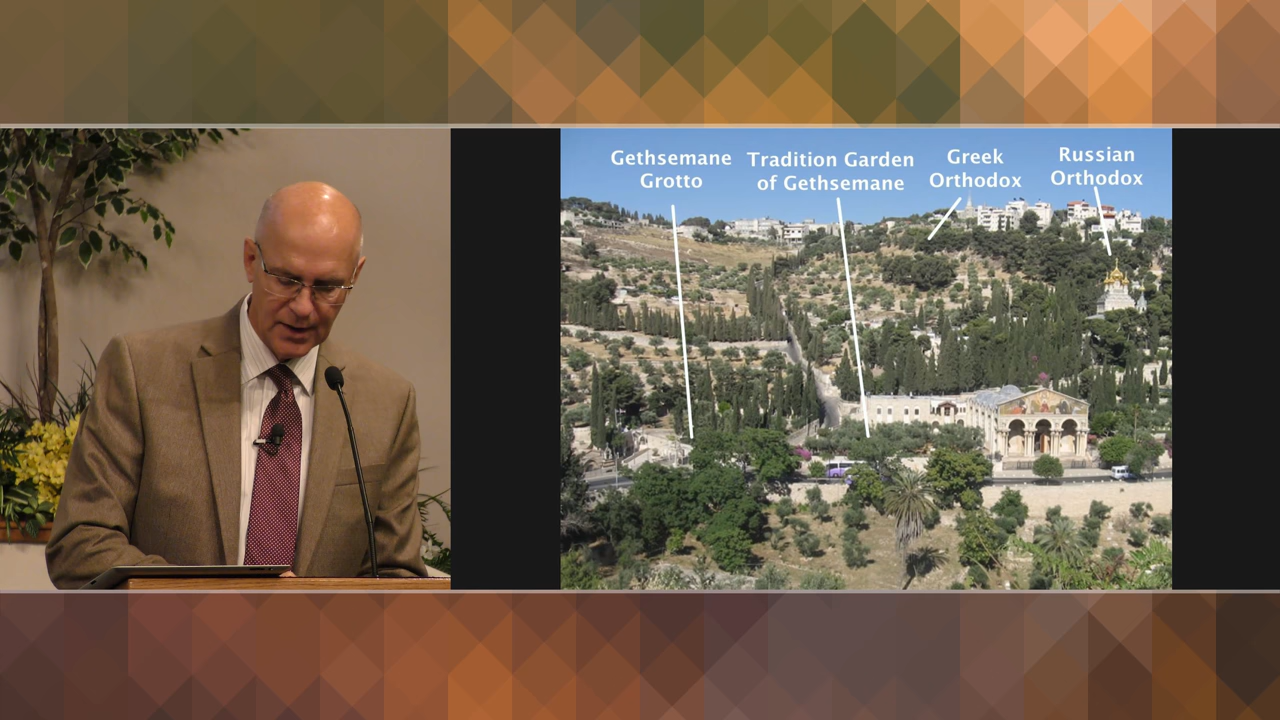 Gethsemane
Grotto
Tradition Garden
of Gethsemane
Greek
Orthodox
Russian
Orthodox